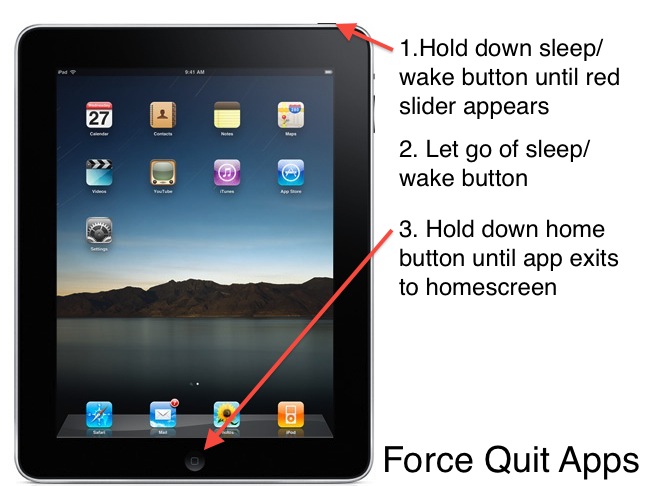 iPad
9:41 AM
1.Hold down sleep/
wake button until red
slider appears
2. Let go of sleep/
wake button
3. Hold down home
button until app exits
to homescreen
Wednesday
27
Calendar
Contacts
Notes
280
Maps
Videos
YouTube
iTunes
App Store
Settings
Safari
Mail
Photos
iPod
Force Quit Apps